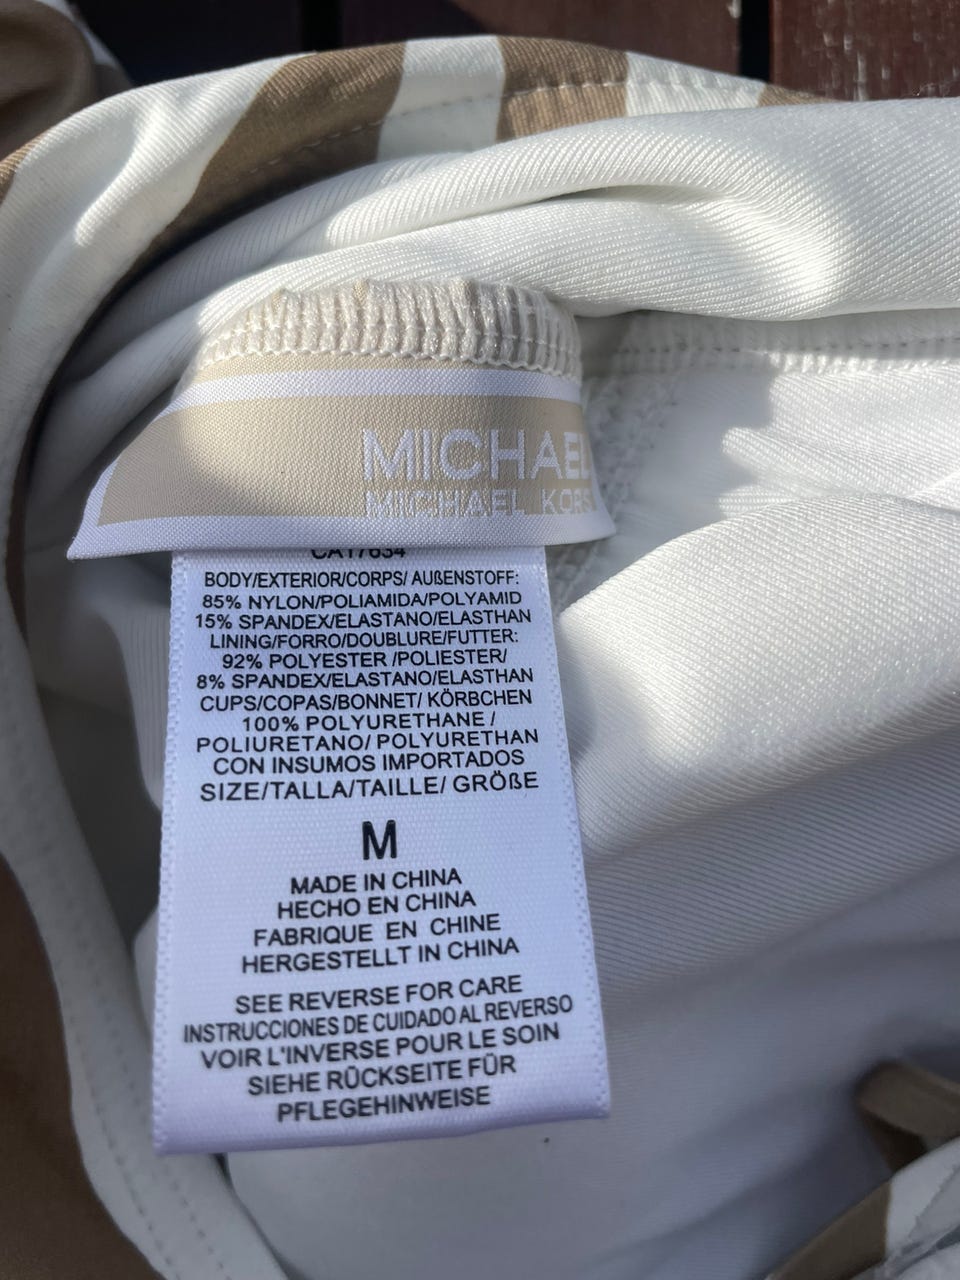 MICHAEL
MICHAEL KORS
CA17634
BODY/EXTERIOR/CORPS/ AUßENSTOFF:
85% NYLON/POLIAMIDA/POLYAMID
15% SPANDEX/ELASTANO/ELASTHAN
LINING/FORRO/DOUBLURE/FUTTER:
92% POLYESTER /POLIESTER/
8% SPANDEX/ELASTANO/ELASTHAN
CUPS/COPAS/BONNET/ KÖRBCHEN
100% POLYURETHANE /
POLIURETANO/ POLYURETHAN
CON INSUMOS IMPORTADOS
SIZE/TALLA/TAILLE/ GRÖßE
M
MADE IN CHINA
HECHO EN CHINA
FABRIQUE EN CHINE
HERGESTELLT IN CHINA
SEE REVERSE FOR CARE
INSTRUCCIONES DE CUIDADO AL REVERSO
VOIR L'INVERSE POUR LE SOIN
SIEHE RÜCKSEITE FÜR
PFLEGEHINWEISE